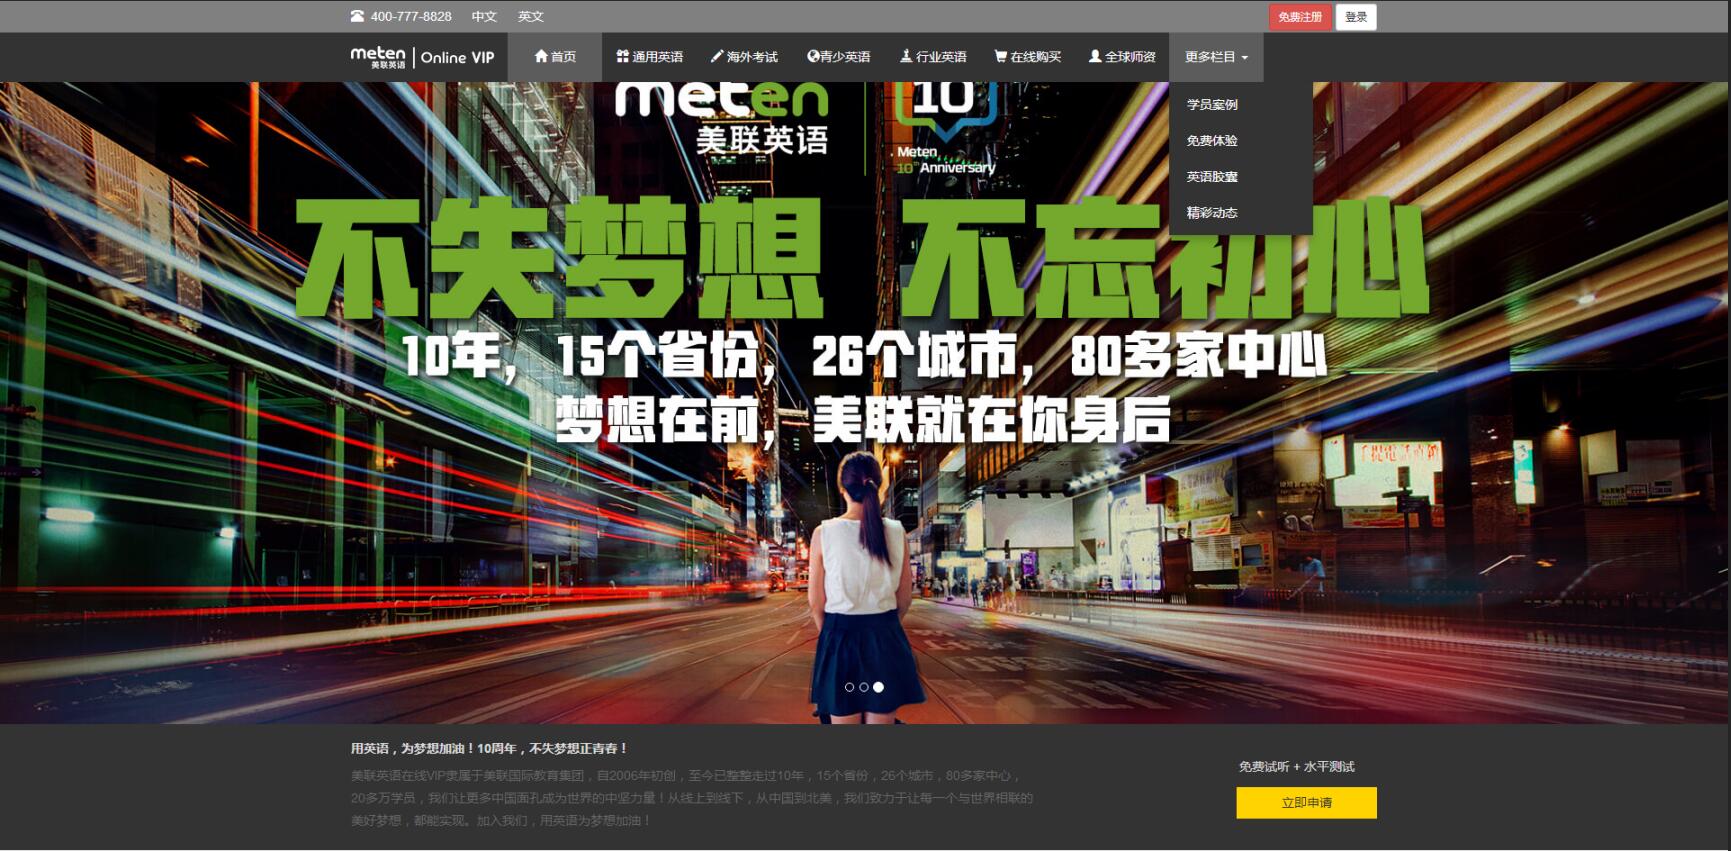 400-777-8828 中文 英文 免费注册 登录
meten 美联英语 Online VIP 首页 通用英语 海外考试 青少英语 行业英语 在线购买 全球师资 更多栏目
学员案例
免费体验
英语胶囊
精彩动态
meten
美联英语
10
Meten
10th Anniversary
不失梦想 不忘初心
10年，15个省份，26个城市，80多家中心
梦想在前，美联就在你身后
用英语，为梦想加油！10周年，不失梦想正青春！
美联英语在线VIP隶属于美联国际教育集团，自2006年初创，至今已整整走过10年，15个省份，26个城市，80多家中心，
20多万学员，我们让更多中国面孔成为世界的中坚力量！从线上到线下，从中国到北美，我们致力于让每一个与世界相联的
美好梦想，都能实现。加入我们，用英语为梦想加油！
免费试听 + 水平测试
立即申请